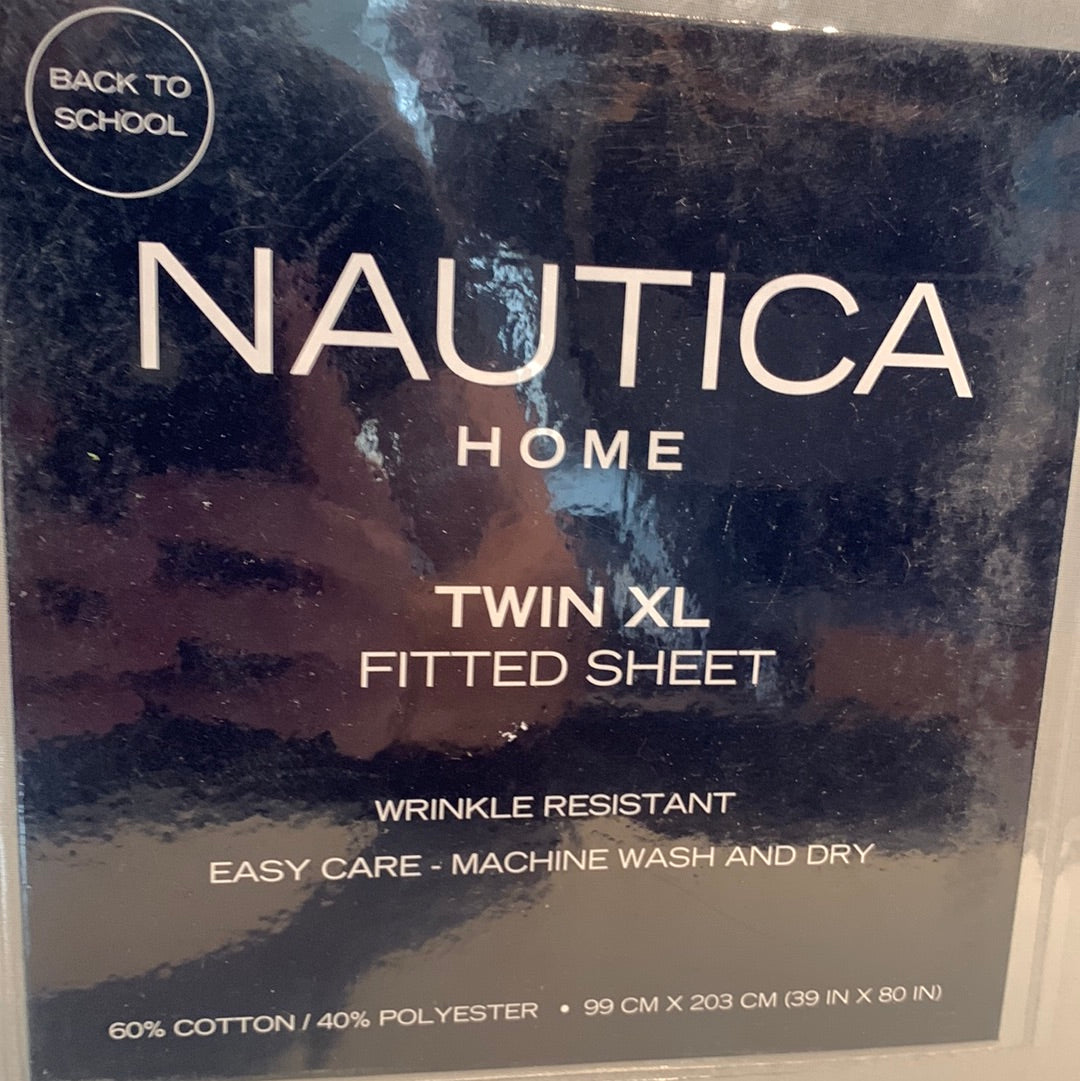 BACK TO
SCHOOL
NAUTICA
HOME
TWIN XL
FITTED SHEET
WRINKLE RESISTANT
EASY CARE - MACHINE WASH AND DRY
60% COTTON / 40% POLYESTER • 99 CM X 203 CM (39 IN X 80 IN)